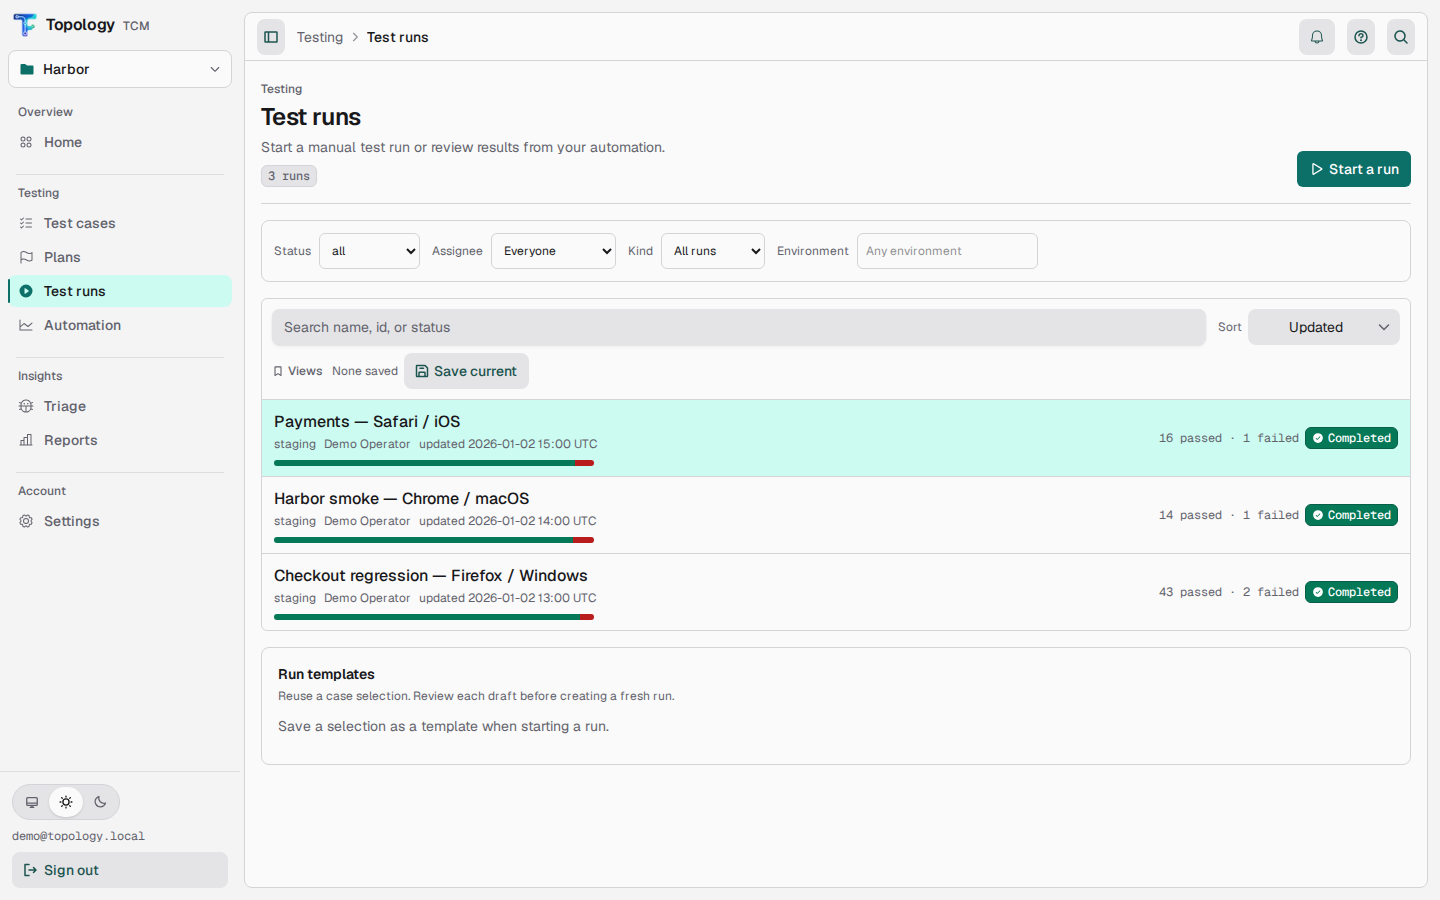 Topology TCM
Harbor
Overview
Home
Testing
Test cases
Plans
Test runs
Automation
Insights
Triage
Reports
Account
Settings
demo@topology.local
Sign out
Testing > Test runs
Testing
Test runs
Start a manual test run or review results from your automation.
3 runs
Start a run
Status all Assignee Everyone Kind All runs Environment Any environment
Search name, id, or status Sort Updated
Views None saved Save current
Payments — Safari / iOS
staging Demo Operator updated 2026-01-02 15:00 UTC
16 passed · 1 failed Completed
Harbor smoke — Chrome / macOS
staging Demo Operator updated 2026-01-02 14:00 UTC
14 passed · 1 failed Completed
Checkout regression — Firefox / Windows
staging Demo Operator updated 2026-01-02 13:00 UTC
43 passed · 2 failed Completed
Run templates
Reuse a case selection. Review each draft before creating a fresh run.
Save a selection as a template when starting a run.